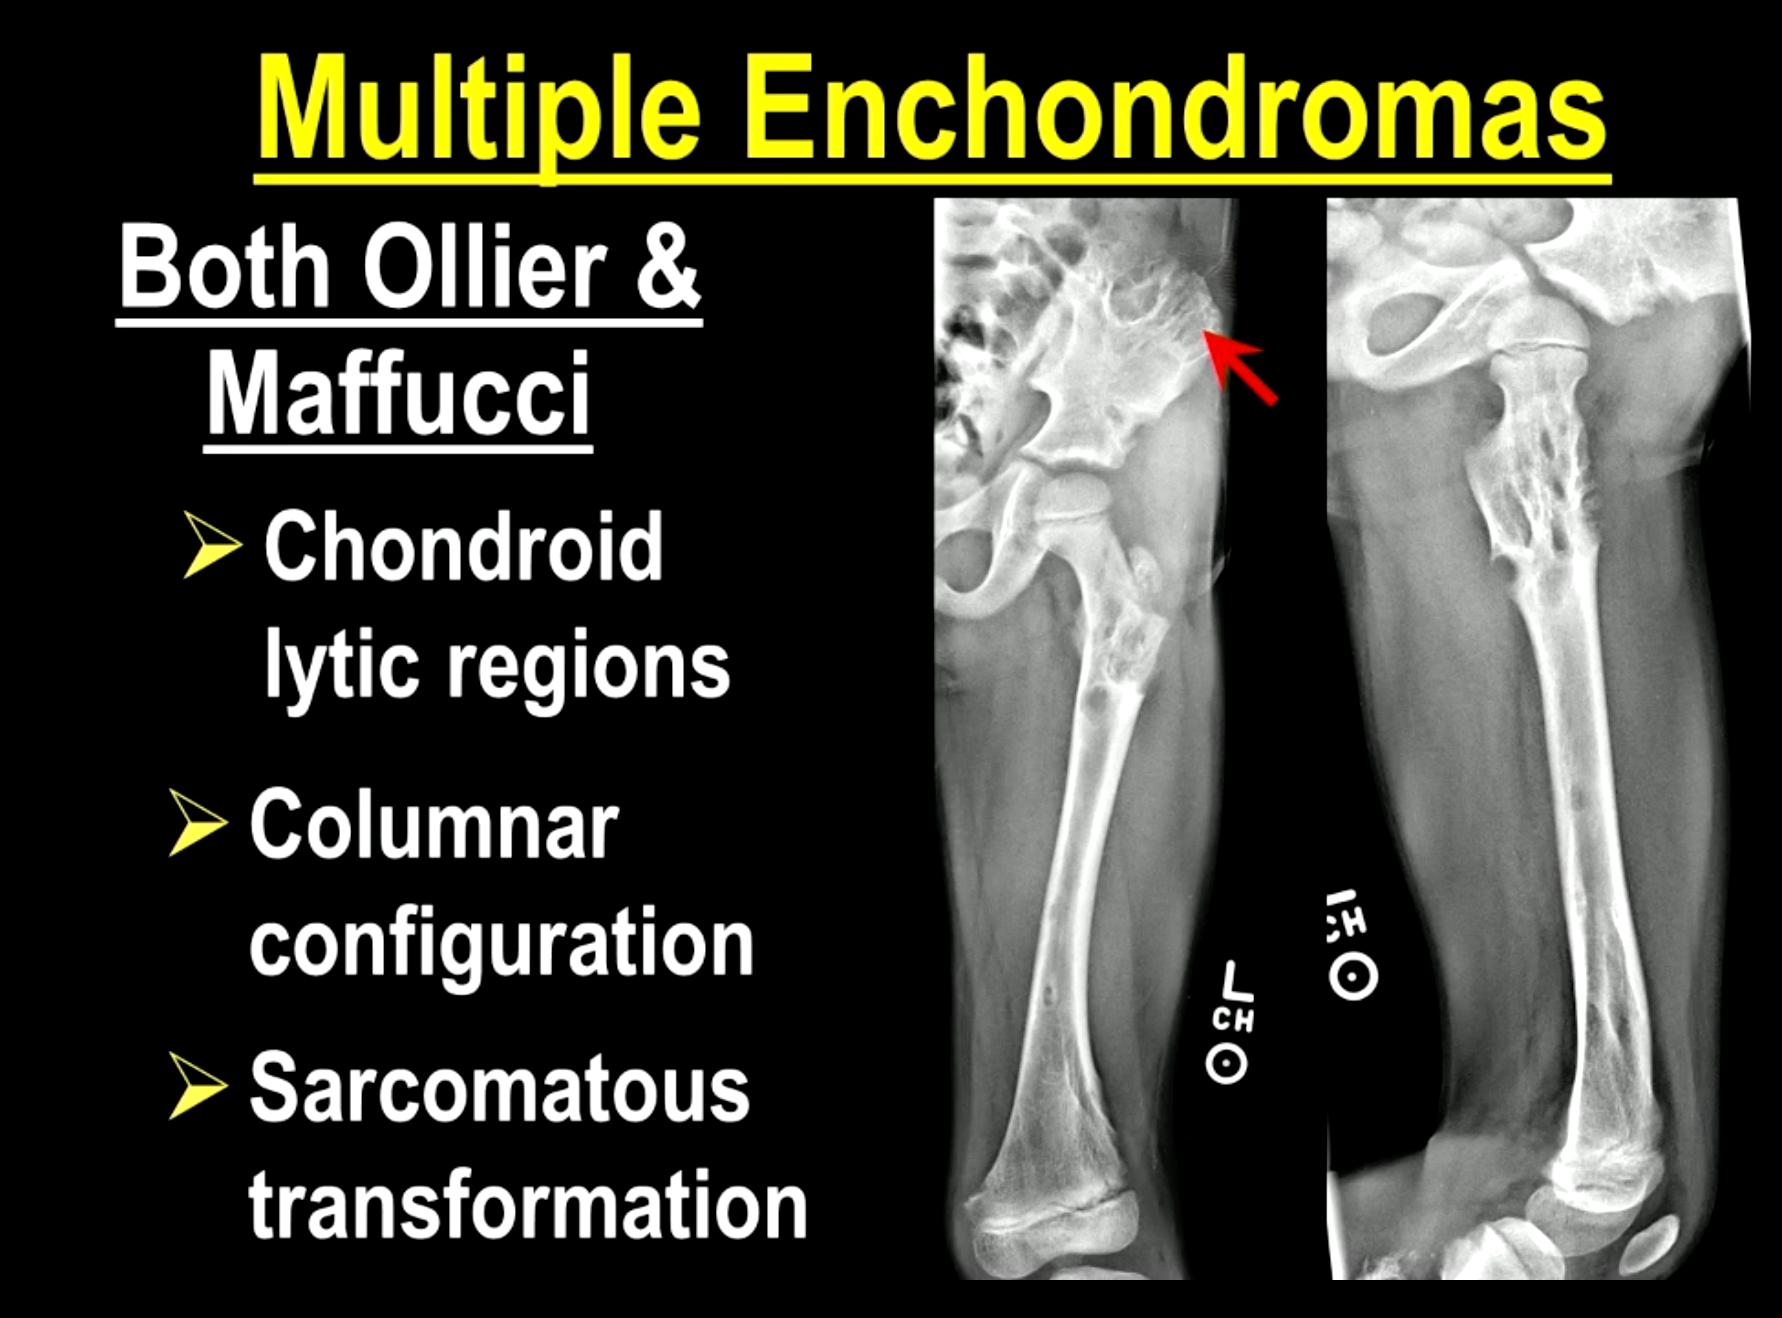 Multiple Enchondromas
Both Ollier &
Maffucci
Chondroid
lytic regions
Columnar
configuration
Sarcomatous
transformation
L
CH